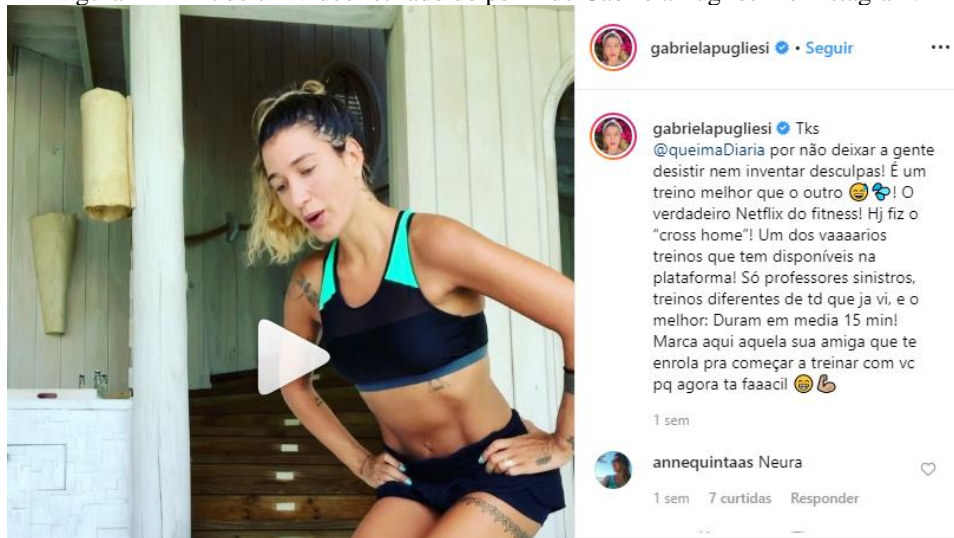 gabrielapugliesi • Seguir
gabrielapugliesi Tks
@queimaDiaria por não deixar a gente
desistir nem inventar desculpas! É um
treino melhor que o outro 😅💦! O
verdadeiro Netflix do fitness! Hj fiz o
“cross home”! Um dos vaaaarios
treinos que tem disponíveis na
plataforma! Só professores sinistros,
treinos diferentes de td que ja vi, e o
melhor: Duram em media 15 min!
Marca aqui aquela sua amiga que te
enrola pra começar a treinar com vc
pq agora ta faaacil 😁💪
1 sem
annequintaas Neura
1 sem 7 curtidas Responder